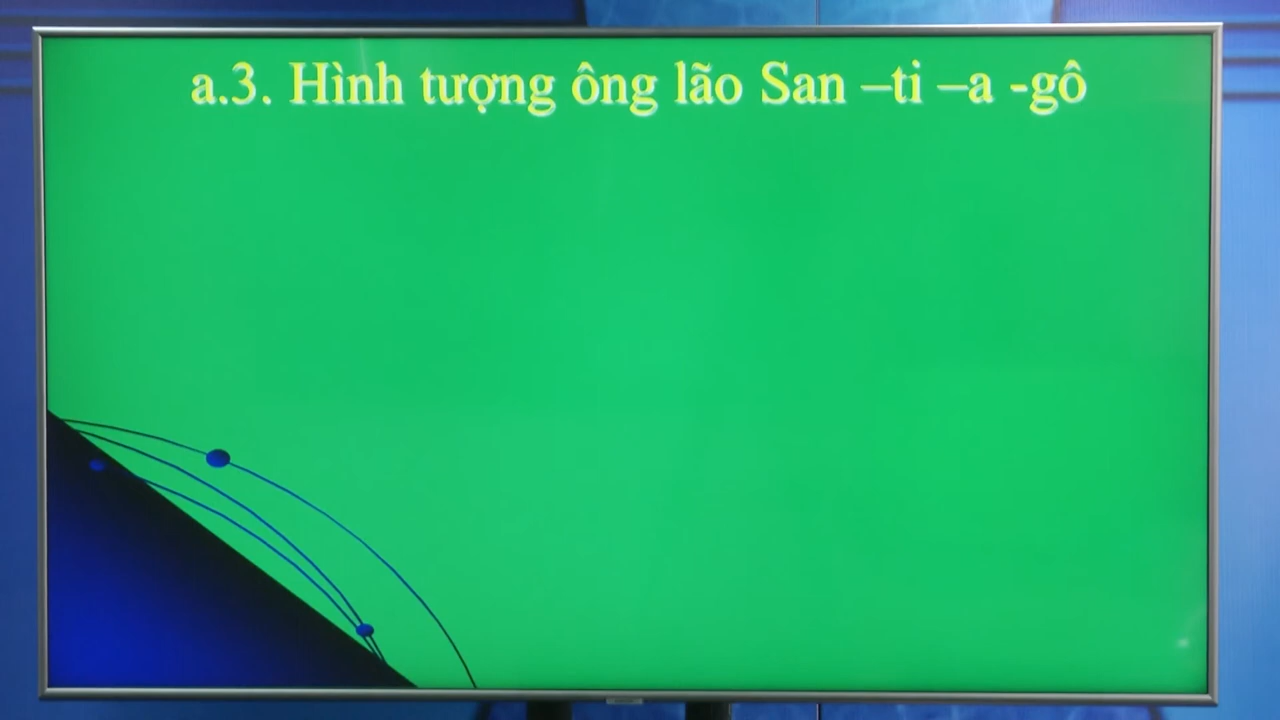 a.3. Hình tượng ông lão San –ti –a -gô